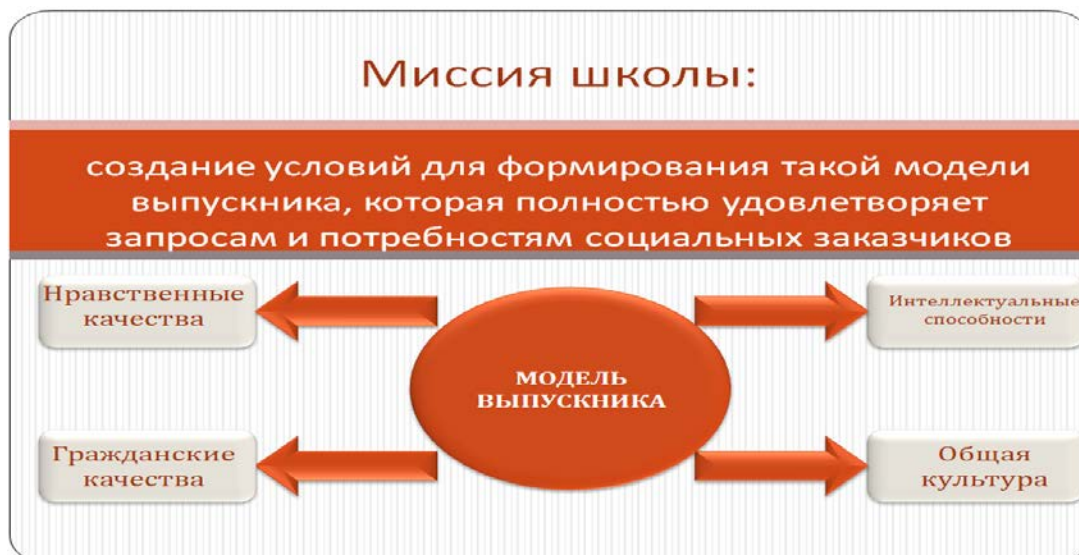 Миссия школы:
создание условий для формирования такой модели
выпускника, которая полностью удовлетворяет
запросам и потребностям социальных заказчиков
Нравственные
качества
Интеллектуальные
способности
МОДЕЛЬ
ВЫПУСКНИКА
Гражданские
качества
Общая
культура